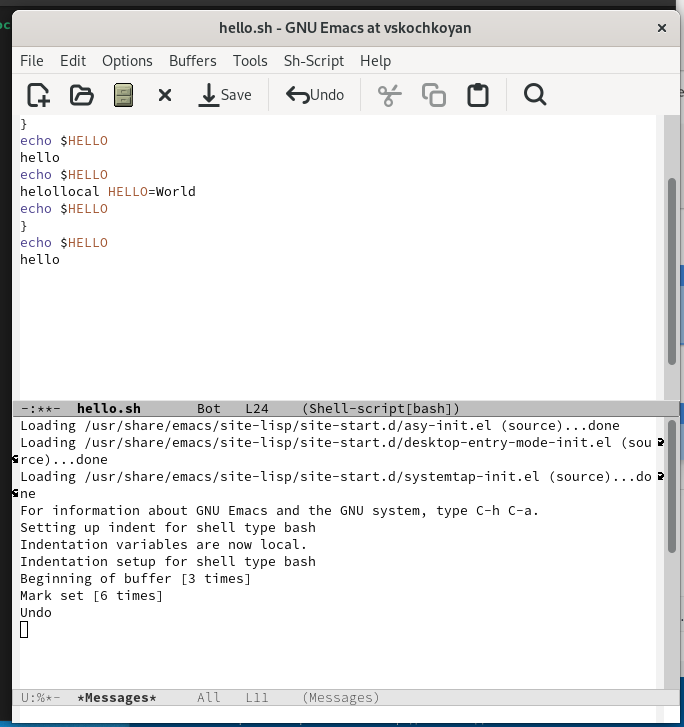 hello.sh - GNU Emacs at vskochkoyan
File Edit Options Buffers Tools Sh-Script Help
Save Undo
}
echo $HELLO
hello
echo $HELLO
helollocal HELLO=World
echo $HELLO
}
echo $HELLO
hello
-:**-  hello.sh       Bot   L24    (Shell-script[bash])
Loading /usr/share/emacs/site-lisp/site-start.d/asy-init.el (source)...done
Loading /usr/share/emacs/site-lisp/site-start.d/desktop-entry-mode-init.el (sou
rce)...done
Loading /usr/share/emacs/site-lisp/site-start.d/systemtap-init.el (source)...do
ne
For information about GNU Emacs and the GNU system, type C-h C-a.
Setting up indent for shell type bash
Indentation variables are now local.
Indentation setup for shell type bash
Beginning of buffer [3 times]
Mark set [6 times]
Undo
U:%*-  *Messages*     All   L11    (Messages)